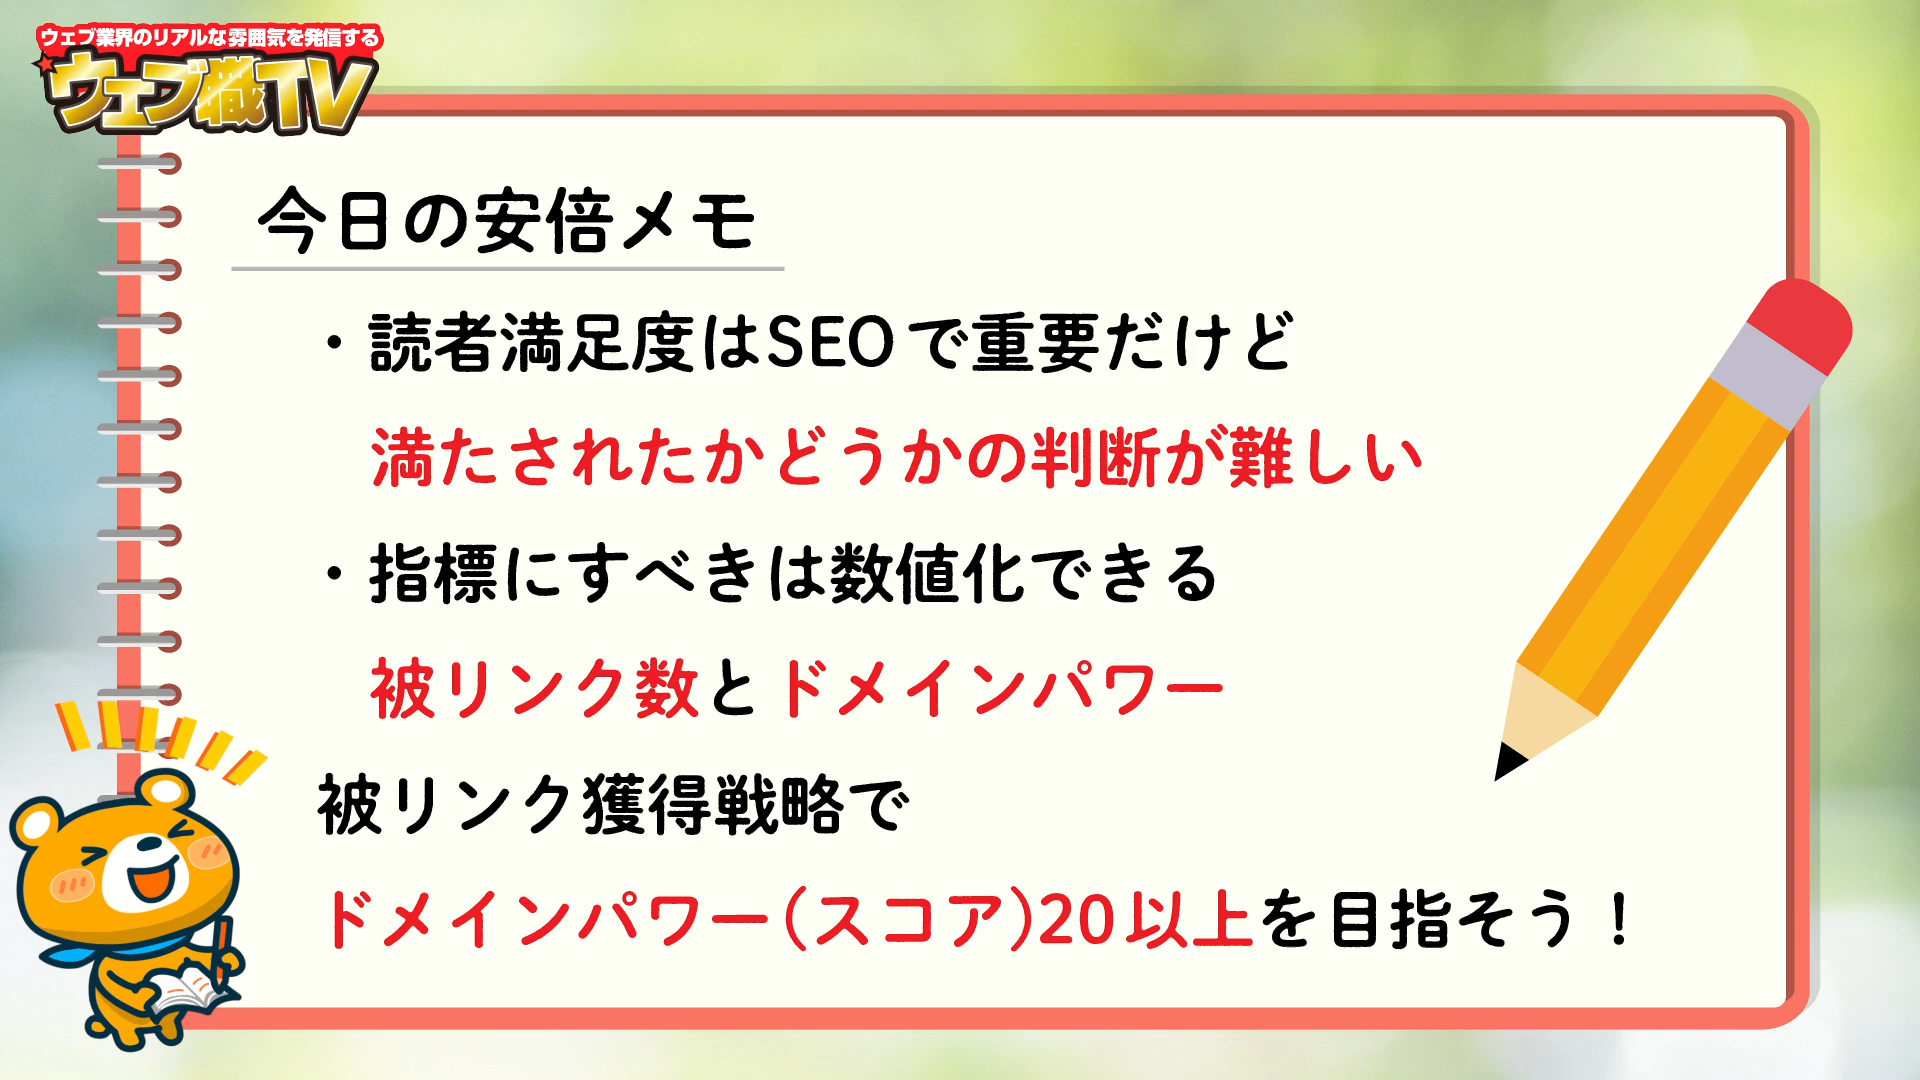 ウェブ業界のリアルな雰囲気を発信する
ウェブ職TV
今日の安倍メモ
・読者満足度はSEOで重要だけど
満たされたかどうかの判断が難しい
・指標にすべきは数値化できる
被リンク数とドメインパワー
被リンク獲得戦略で
ドメインパワー(スコア)20以上を目指そう！